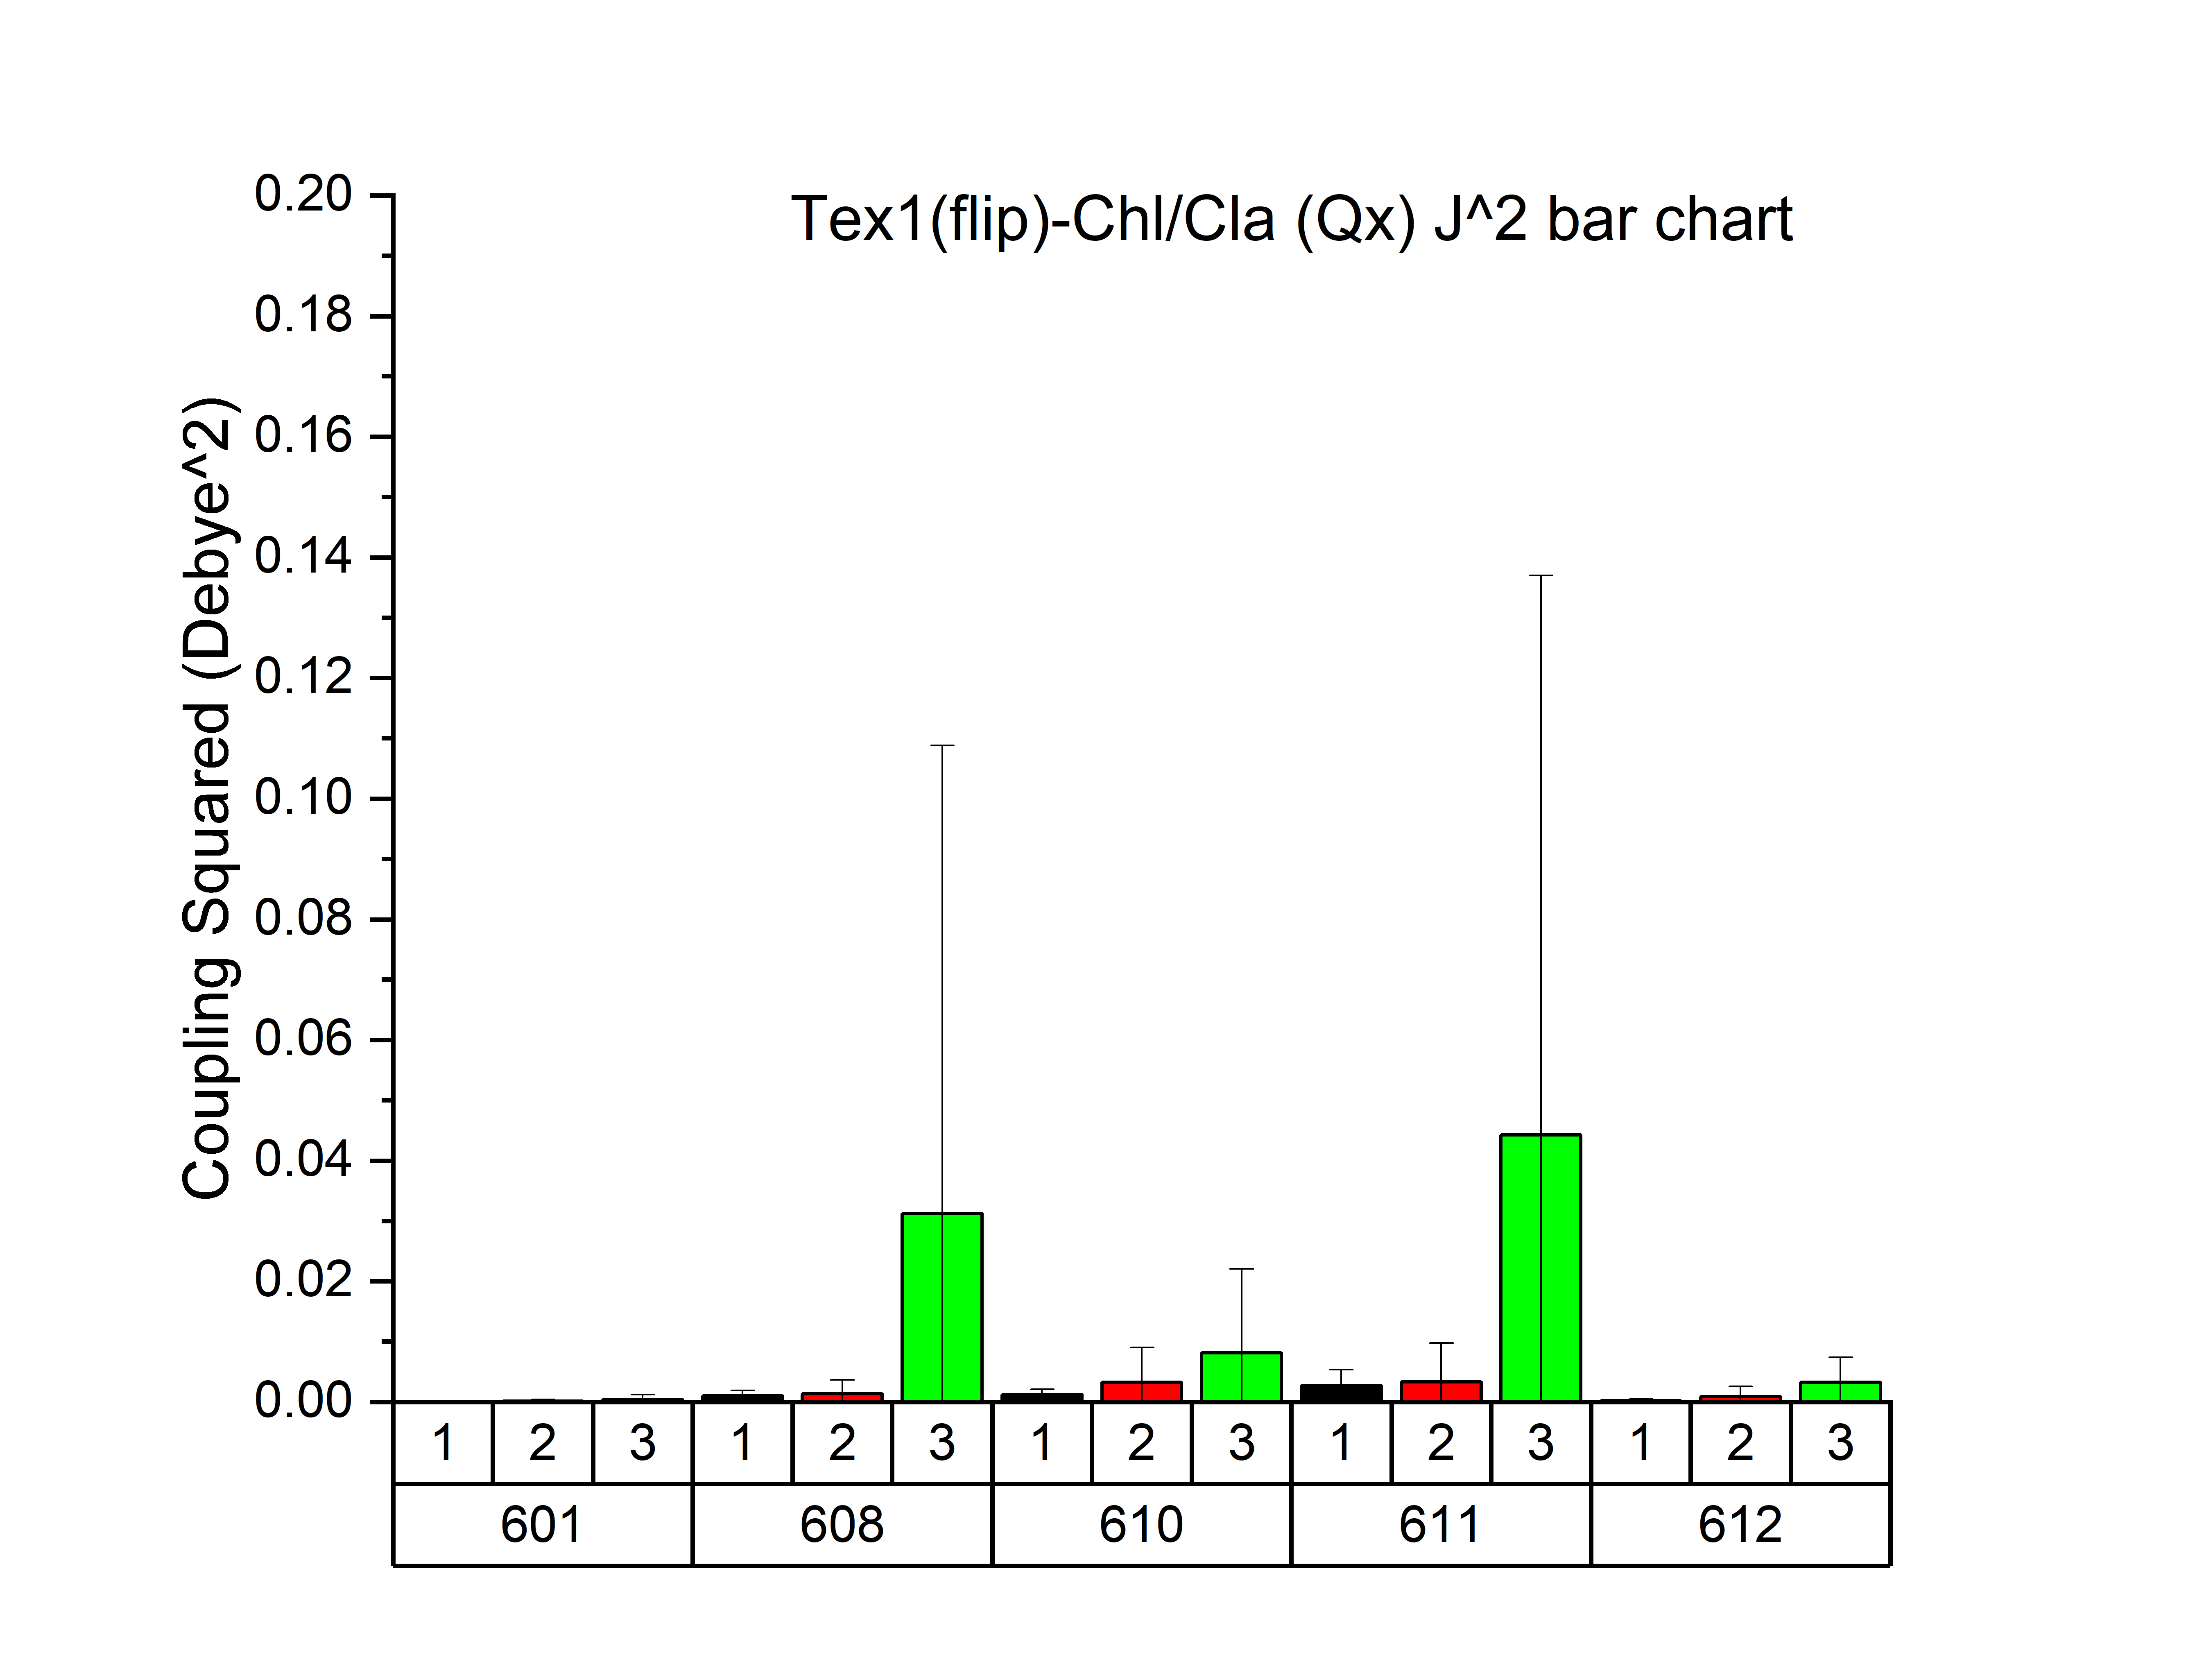 Tex1(flip)-Chl/Cla (Qx) J^2 bar chart
Coupling Squared (Debye^2)
0.20
0.18
0.16
0.14
0.12
0.10
0.08
0.06
0.04
0.02
0.00
1 2 3 1 2 3 1 2 3 1 2 3 1 2 3
601 608 610 611 612